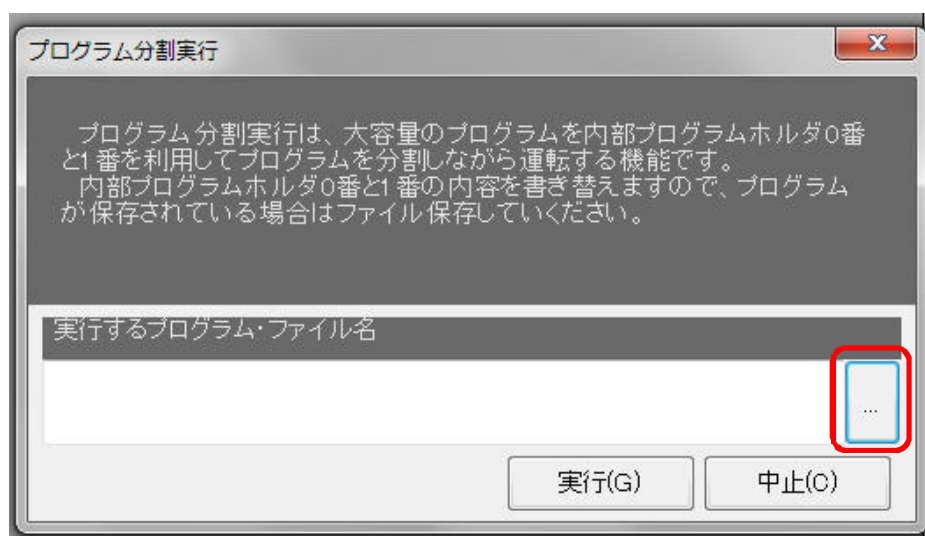 プログラム分割実行
プログラム分割実行は、大容量のプログラムを内部プログラムホルダ0番
と1番を利用してプログラムを分割しながら運転する機能です。
内部プログラムホルダ0番と1番の内容を書き替えますので、プログラム
が保存されている場合はファイル保存していください。
実行するプログラム・ファイル名
...
実行(G)
中止(C)